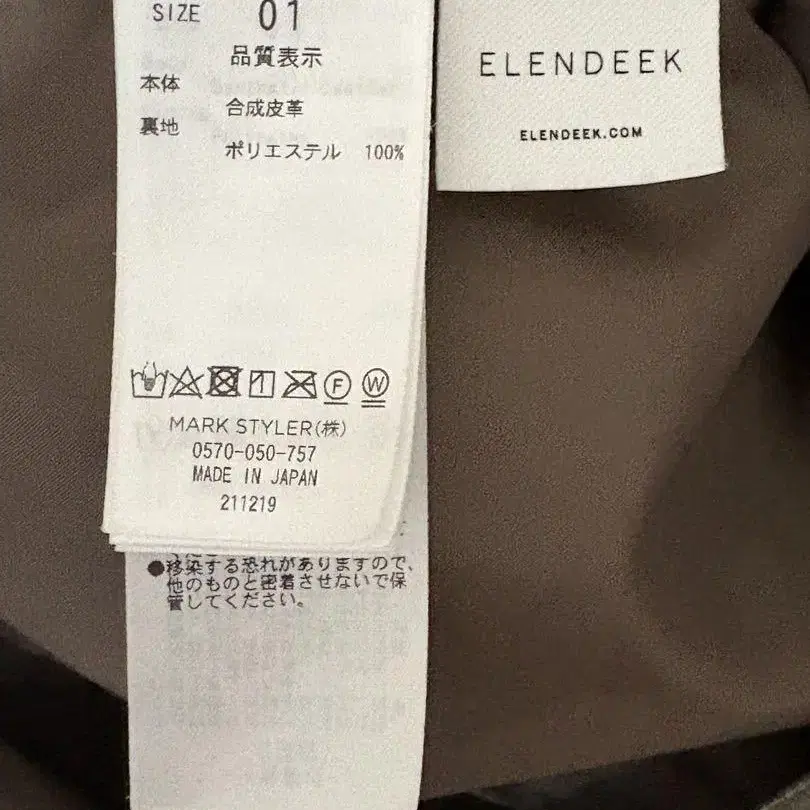 SIZE 01
品質表示
本体
合成皮革
裏地
ポリエステル 100%
F W
MARK STYLER(株)
0570-050-757
MADE IN JAPAN
211219
●移染する恐れがありますので、
他のものと密着させないで保
管してください。
ELENDEEK
ELENDEEK.COM